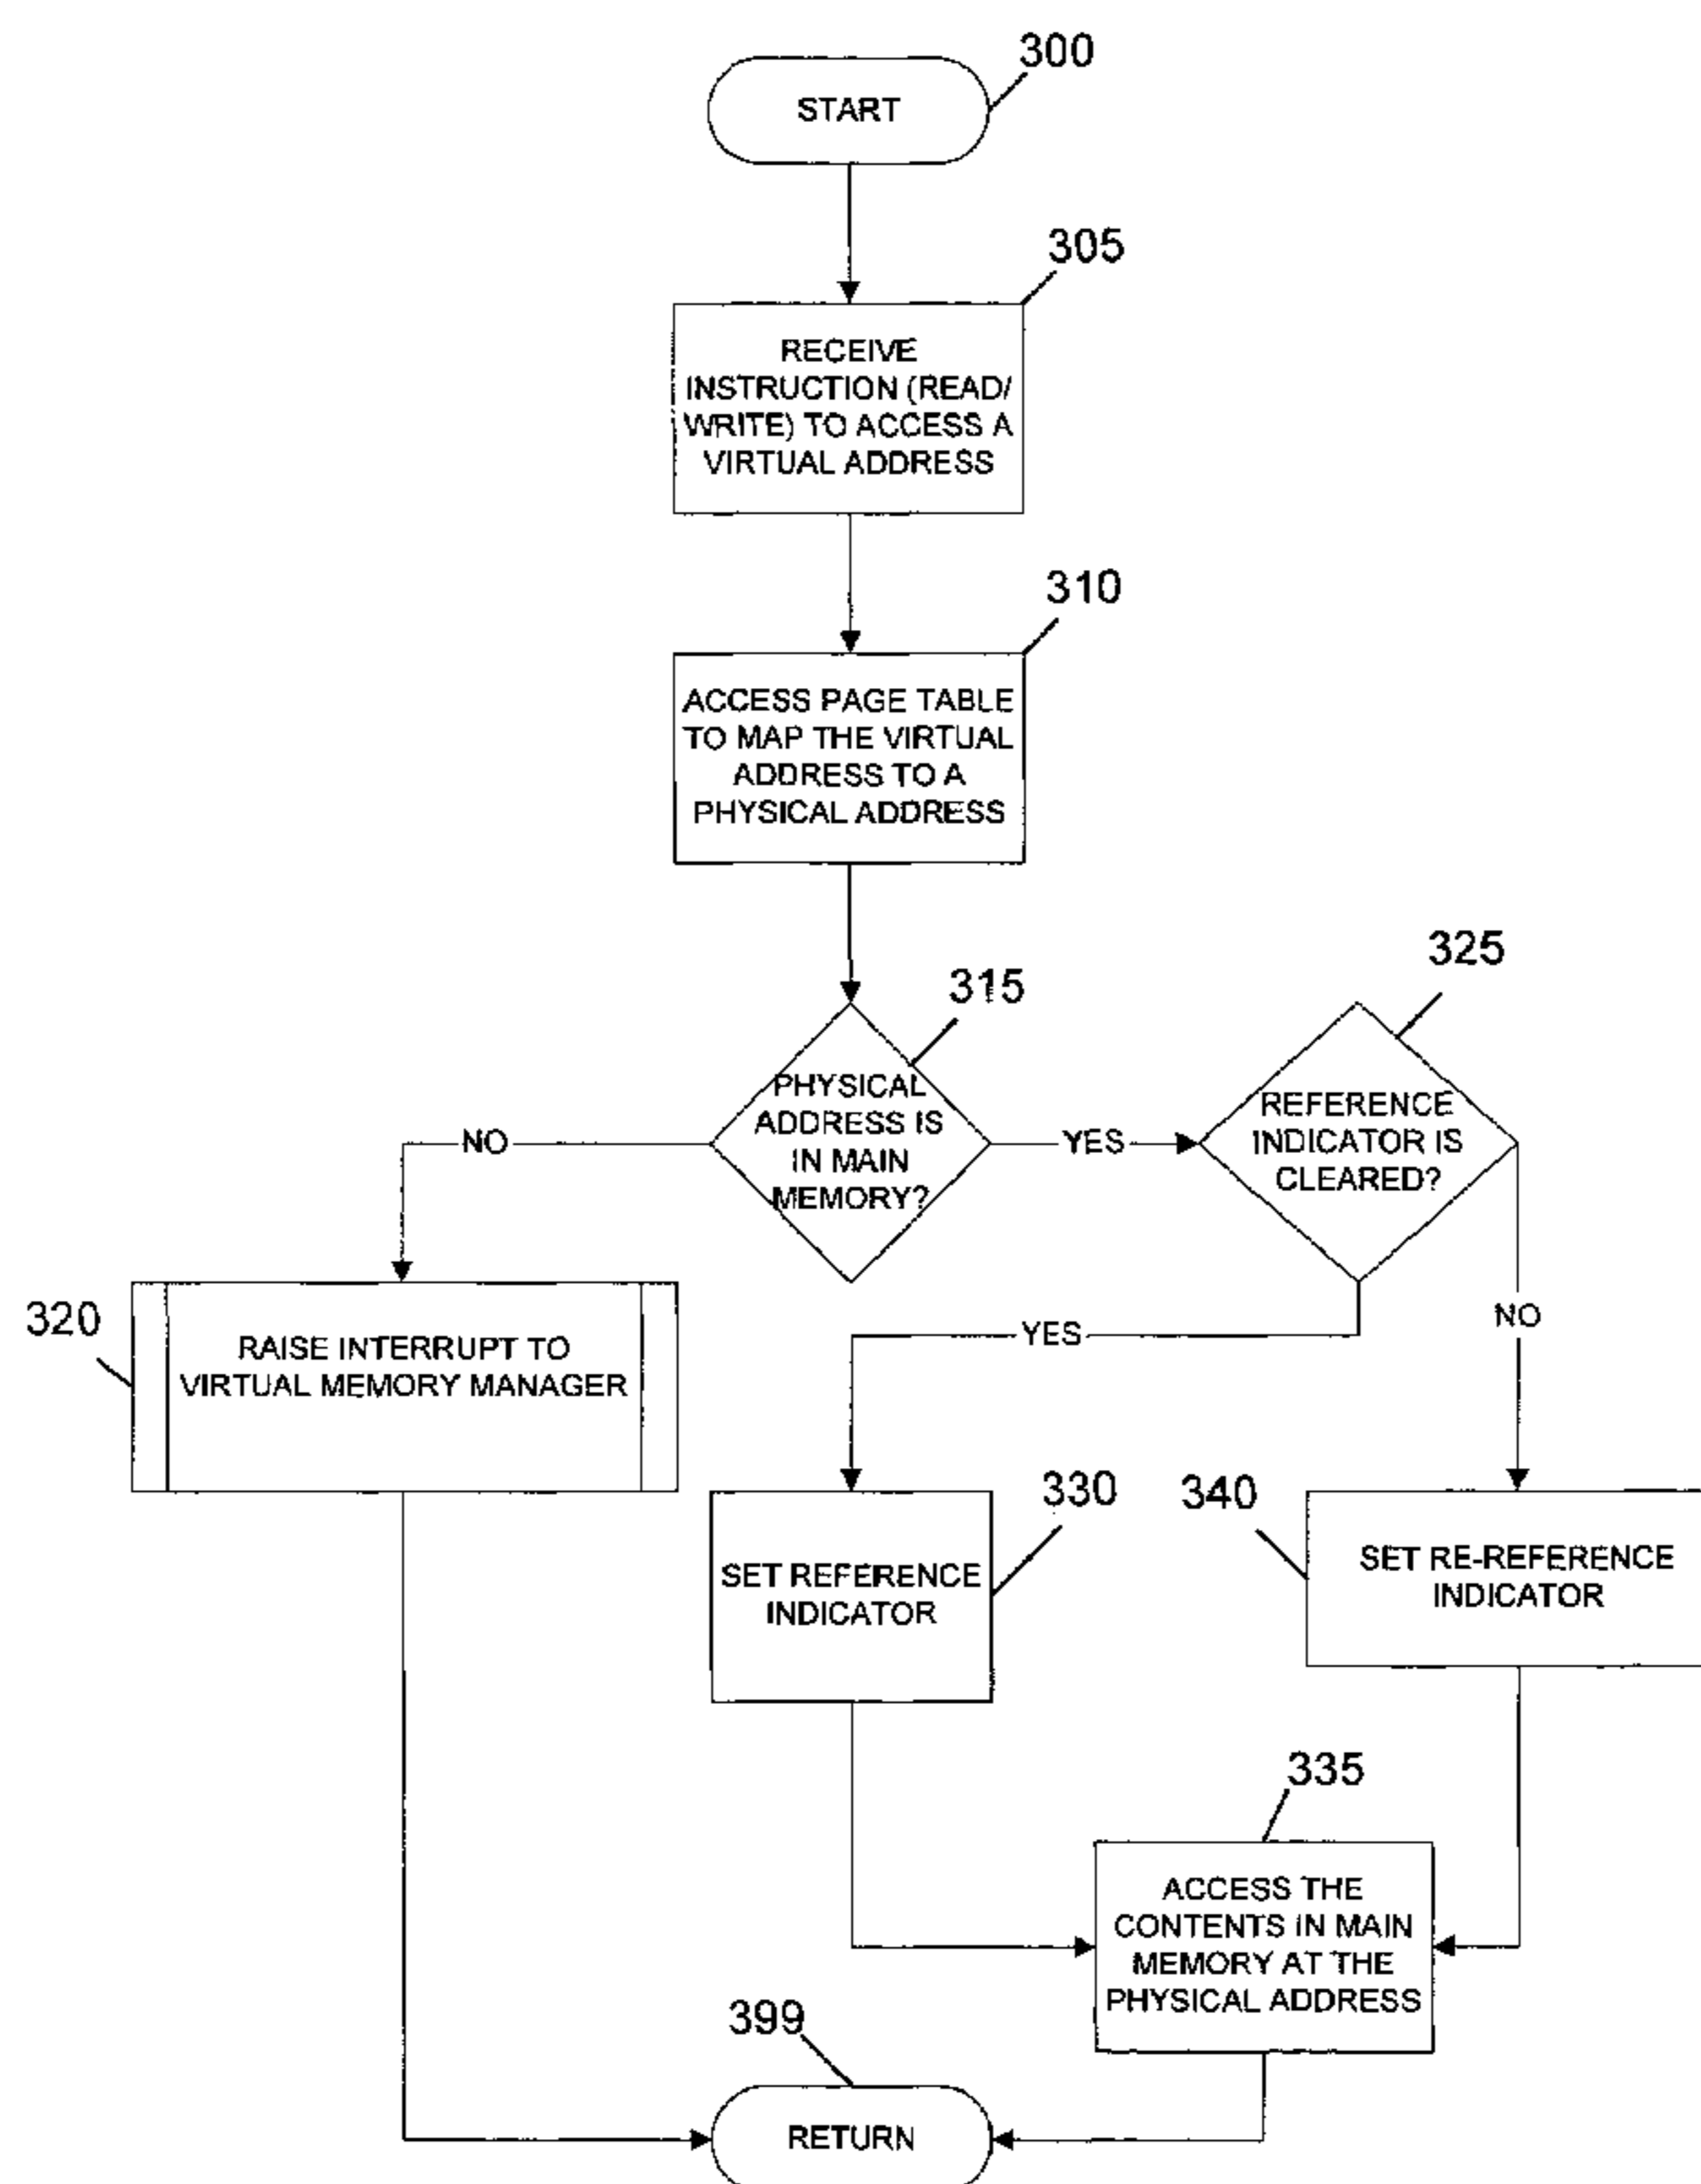 300
START
305
RECEIVE
INSTRUCTION (READ/
WRITE) TO ACCESS A
VIRTUAL ADDRESS
310
ACCESS PAGE TABLE
TO MAP THE VIRTUAL
ADDRESS TO A
PHYSICAL ADDRESS
315
325
PHYSICAL
ADDRESS IS
IN MAIN
MEMORY?
NO
YES
REFERENCE
INDICATOR IS
CLEARED?
320
RAISE INTERRUPT TO
VIRTUAL MEMORY MANAGER
YES
NO
330
340
SET REFERENCE
INDICATOR
SET RE-REFERENCE
INDICATOR
335
ACCESS THE
CONTENTS IN MAIN
MEMORY AT THE
PHYSICAL ADDRESS
399
RETURN